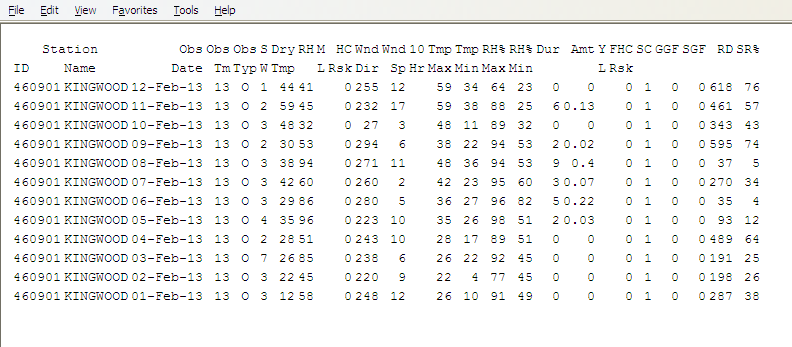 File Edit View Favorites Tools Help
Station Obs Obs Obs S Dry RH M HC Wnd Wnd 10 Tmp Tmp RH% RH% Dur Amt Y FHC SC GGF SGF RD SR%
ID Name Date Tm Typ W Tmp L Rsk Dir Sp Hr Max Min Max Min L Rsk
460901 KINGWOOD 12-Feb-13 13 O 1 44 41 0 255 12 59 34 64 23 0 0 0 1 0 0 618 76
460901 KINGWOOD 11-Feb-13 13 O 2 59 45 0 232 17 59 38 88 25 6 0.13 0 1 0 0 461 57
460901 KINGWOOD 10-Feb-13 13 O 3 48 32 0 27 3 48 11 89 32 0 0 0 1 0 0 343 43
460901 KINGWOOD 09-Feb-13 13 O 2 30 53 0 294 6 38 22 94 53 2 0.02 0 1 0 0 595 74
460901 KINGWOOD 08-Feb-13 13 O 3 38 94 0 271 11 48 36 94 53 9 0.4 0 1 0 0 37 5
460901 KINGWOOD 07-Feb-13 13 O 3 42 60 0 260 2 42 23 95 60 3 0.07 0 1 0 0 270 34
460901 KINGWOOD 06-Feb-13 13 O 3 29 86 0 280 5 36 27 96 82 5 0.22 0 1 0 0 35 4
460901 KINGWOOD 05-Feb-13 13 O 4 35 96 0 223 10 35 26 98 51 2 0.03 0 1 0 0 93 12
460901 KINGWOOD 04-Feb-13 13 O 2 28 51 0 243 10 28 17 89 51 0 0 0 1 0 0 489 64
460901 KINGWOOD 03-Feb-13 13 O 7 26 85 0 238 6 26 22 92 45 0 0 0 1 0 0 191 25
460901 KINGWOOD 02-Feb-13 13 O 3 22 45 0 220 9 22 4 77 45 0 0 0 1 0 0 198 26
460901 KINGWOOD 01-Feb-13 13 O 3 12 58 0 248 12 26 10 91 49 0 0 0 1 0 0 287 38